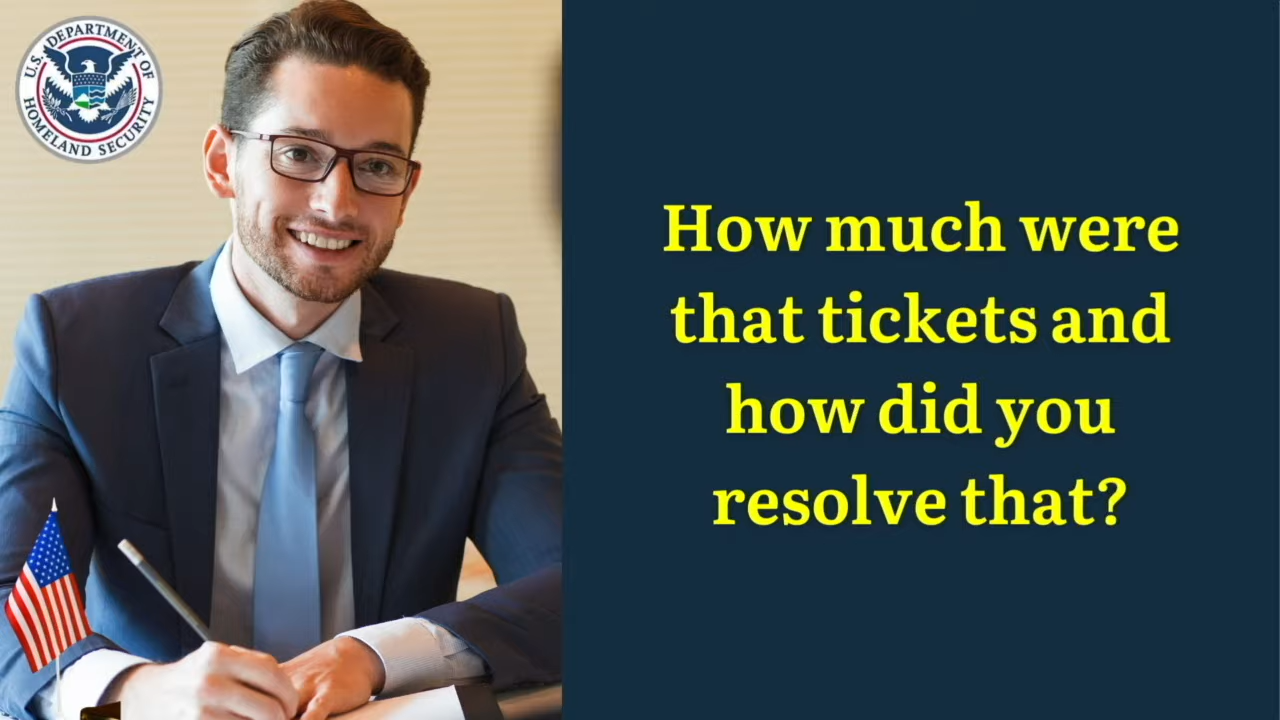 U.S. DEPARTMENT OF
HOMELAND SECURITY
How much were
that tickets and
how did you
resolve that?